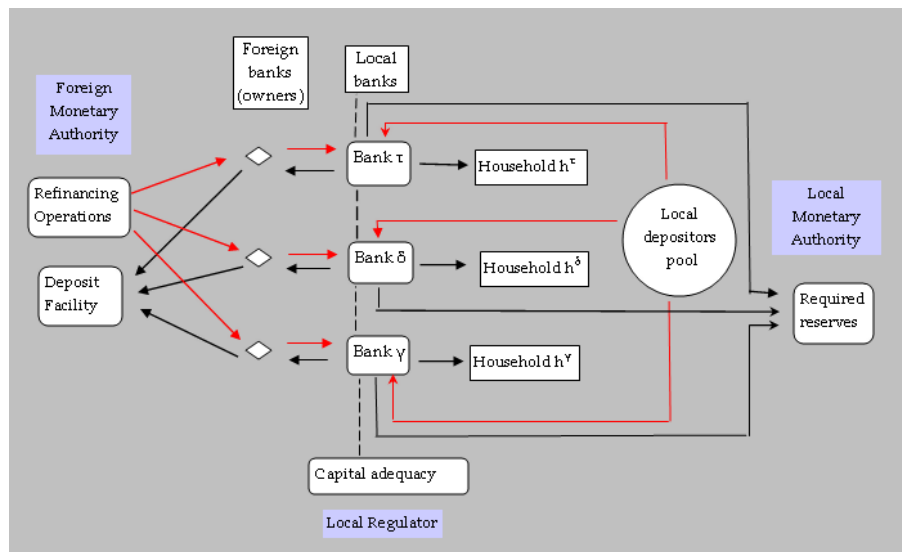 Foreign
banks
(owners)
Local
banks
Foreign
Monetary
Authority
Bank τ
Household hᵗ
Refinancing
Operations
Local
depositors
pool
Local
Monetary
Authority
Bank δ
Household h^δ
Deposit
Facility
Required
reserves
Bank γ
Household h^γ
Capital adequacy
Local Regulator